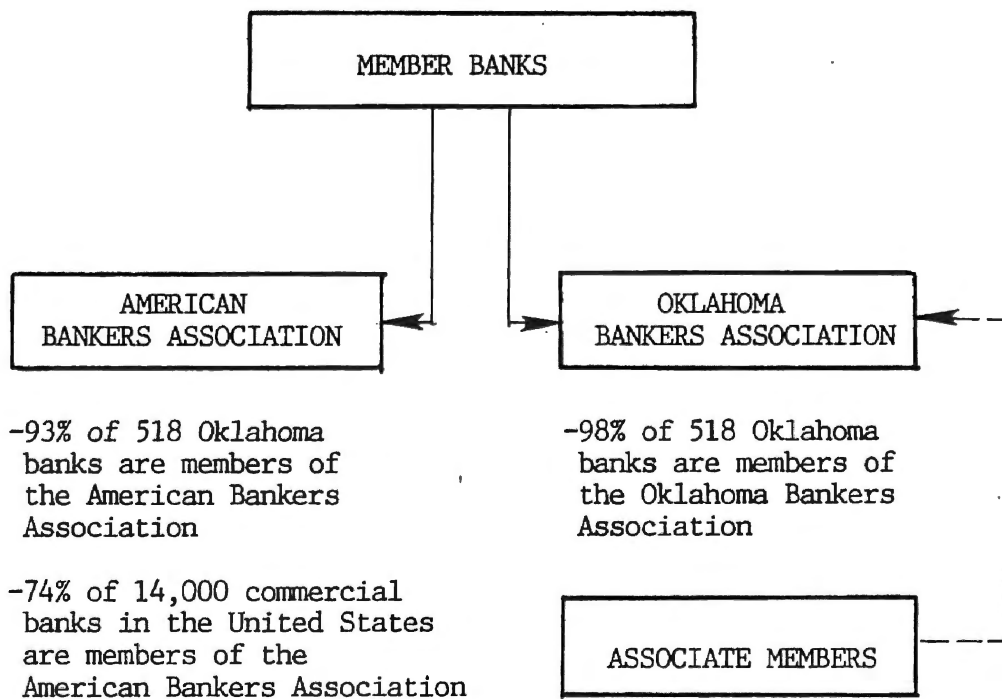 MEMBER BANKS
AMERICAN
BANKERS ASSOCIATION
OKLAHOMA
BANKERS ASSOCIATION
-93% of 518 Oklahoma
banks are members of
the American Bankers
Association
-74% of 14,000 commercial
banks in the United States
are members of the
American Bankers Association
-98% of 518 Oklahoma
banks are members of
the Oklahoma Bankers
Association
ASSOCIATE MEMBERS